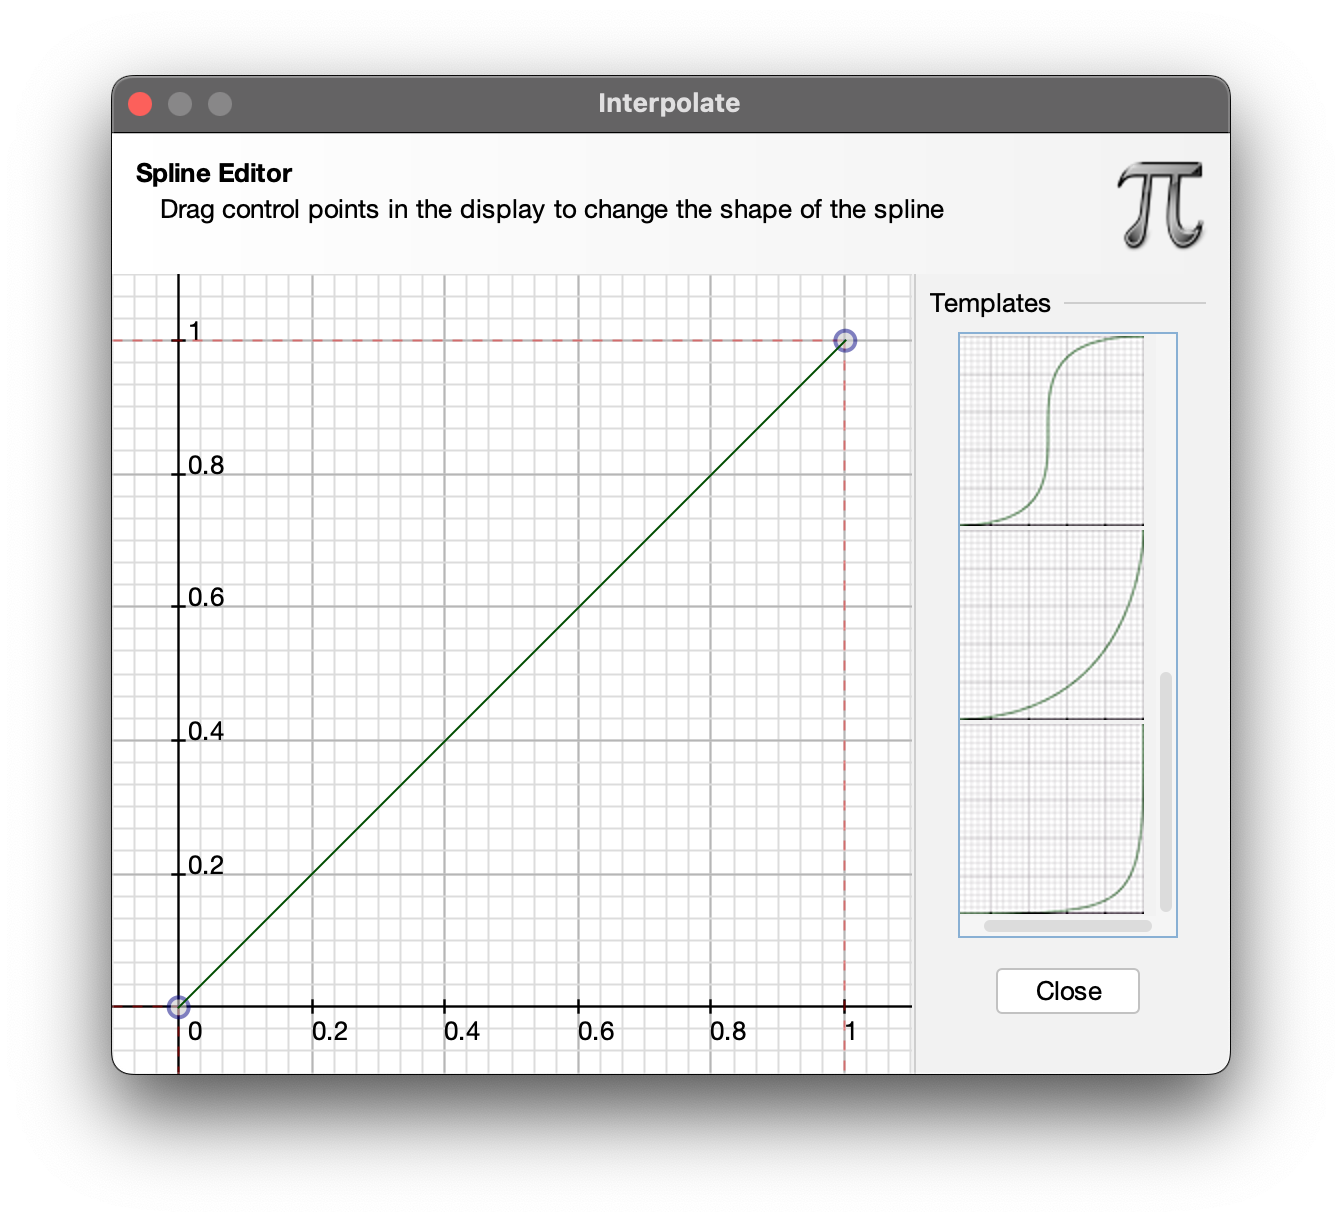 Interpolate
Spline Editor
Drag control points in the display to change the shape of the spline
π
Templates
1
0.8
0.6
0.4
0.2
0 0.2 0.4 0.6 0.8 1
Close